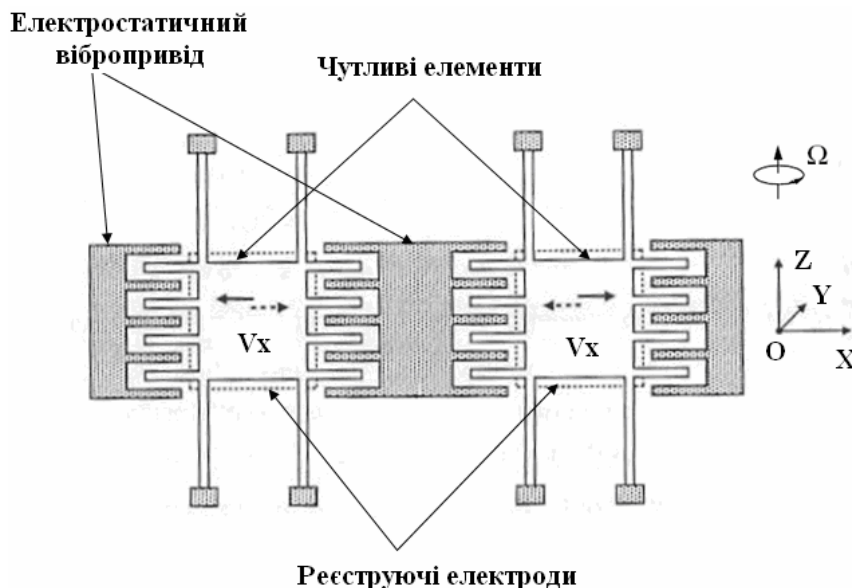 Електростатичний
вібропривід
Чутливі елементи
Ω
Z
Y
Vx
Vx
O
X
Реєструючі електроди